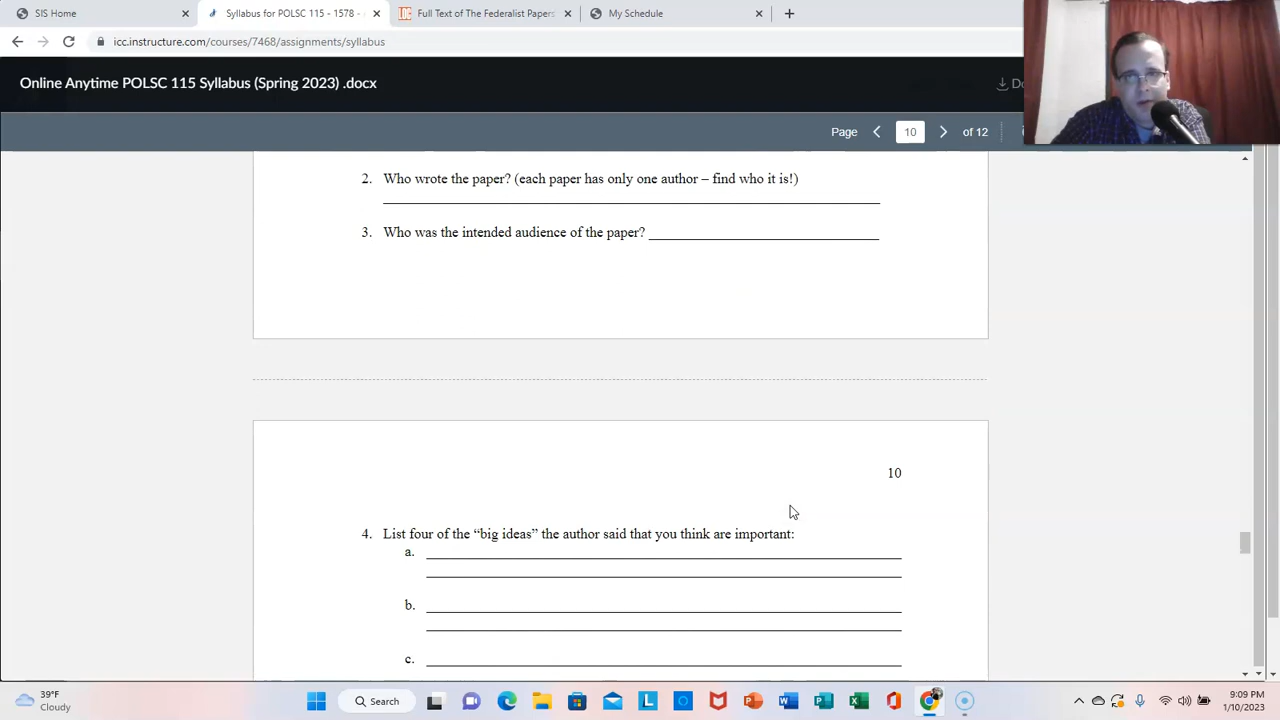 SIS Home
Syllabus for POLSC 115 - 1578 -
Full Text of The Federalist Papers
My Schedule
icc.instructure.com/courses/7468/assignments/syllabus
Online Anytime POLSC 115 Syllabus (Spring 2023) .docx
Page 10 of 12
2. Who wrote the paper? (each paper has only one author – find who it is!)
3. Who was the intended audience of the paper?
10
4. List four of the “big ideas” the author said that you think are important:
a.
b.
c.
39°F
Cloudy
Search
9:09 PM
1/10/2023